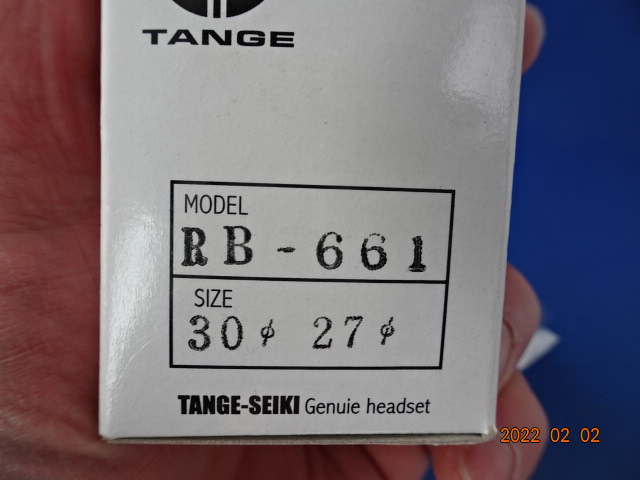 TANGE
MODEL
RB-661
SIZE
30φ 27φ
TANGE-SEIKI Genuie headset
2022 02 02